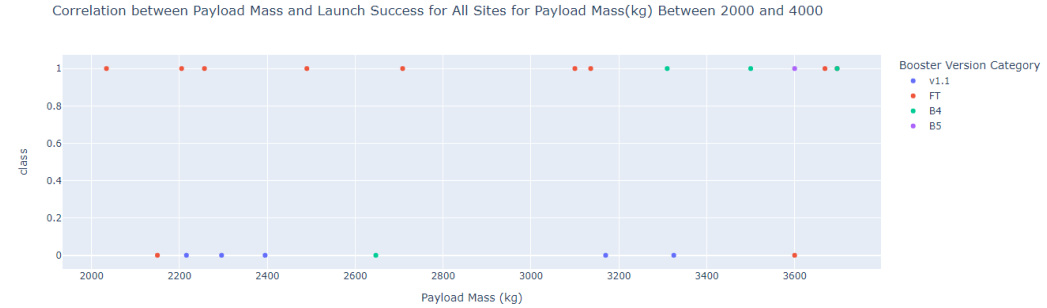 Correlation between Payload Mass and Launch Success for All Sites for Payload Mass(kg) Between 2000 and 4000
Booster Version Category
v1.1
FT
B4
B5
1
0.8
0.6
0.4
0.2
0
class
2000
2200
2400
2600
2800
3000
3200
3400
3600
Payload Mass (kg)